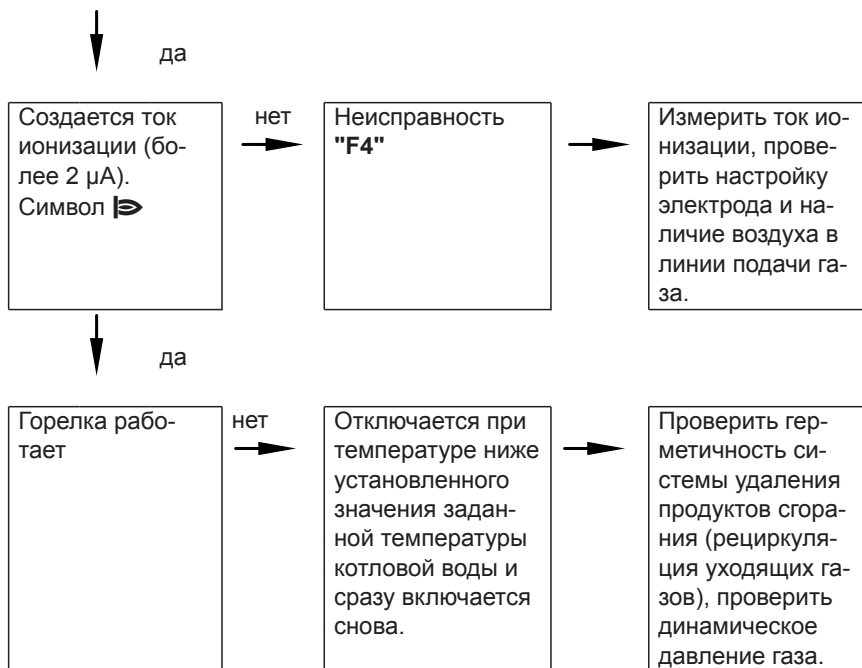 да
Создается ток
ионизации (бо-
лее 2 µA).
Символ
нет
Неисправность
"F4"
Измерить ток ио-
низации, прове-
рить настройку
электрода и на-
личие воздуха в
линии подачи га-
за.
да
Горелка рабо-
тает
нет
Отключается при
температуре ниже
установленного
значения задан-
ной температуры
котловой воды и
сразу включается
снова.
Проверить гер-
метичность си-
стемы удаления
продуктов сгора-
ния (рециркуля-
ция уходящих га-
зов), проверить
динамическое
давление газа.